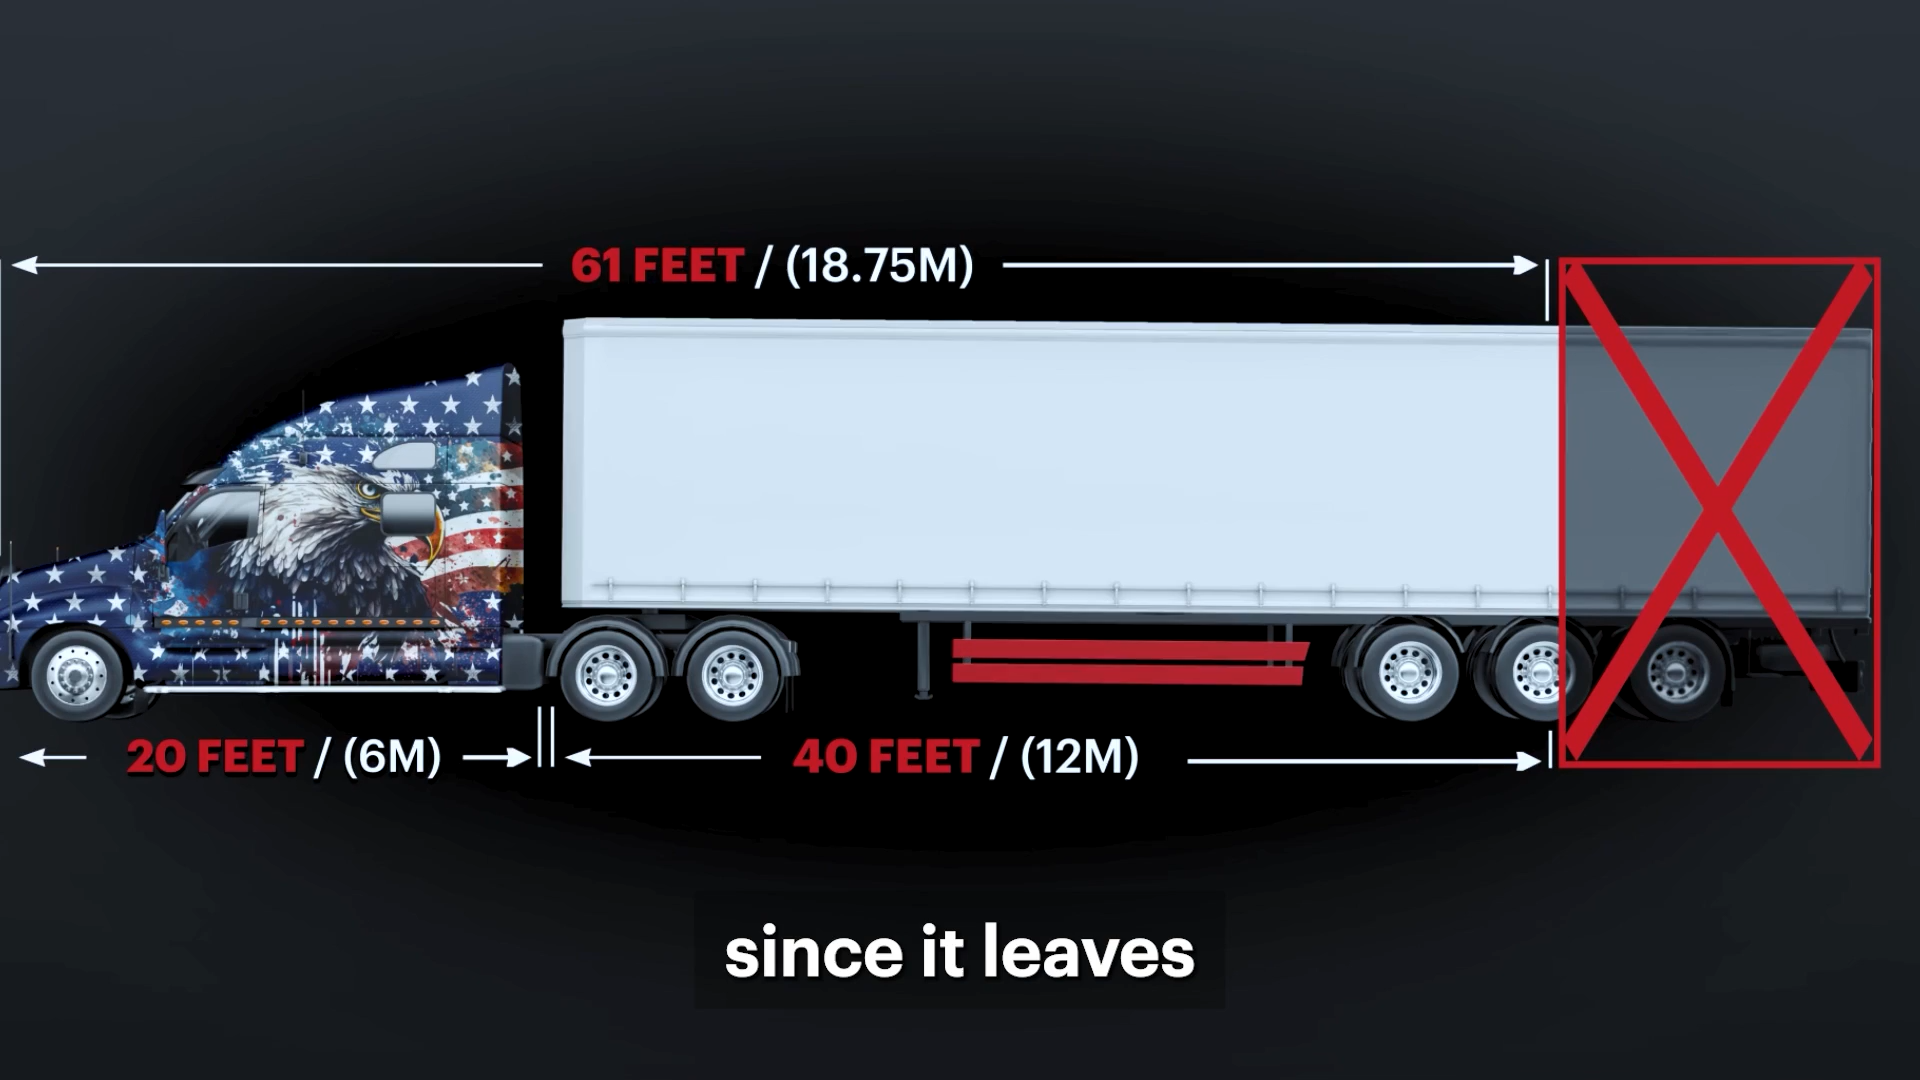 61 FEET / (18.75M)
20 FEET / (6M)
40 FEET / (12M)
since it leaves